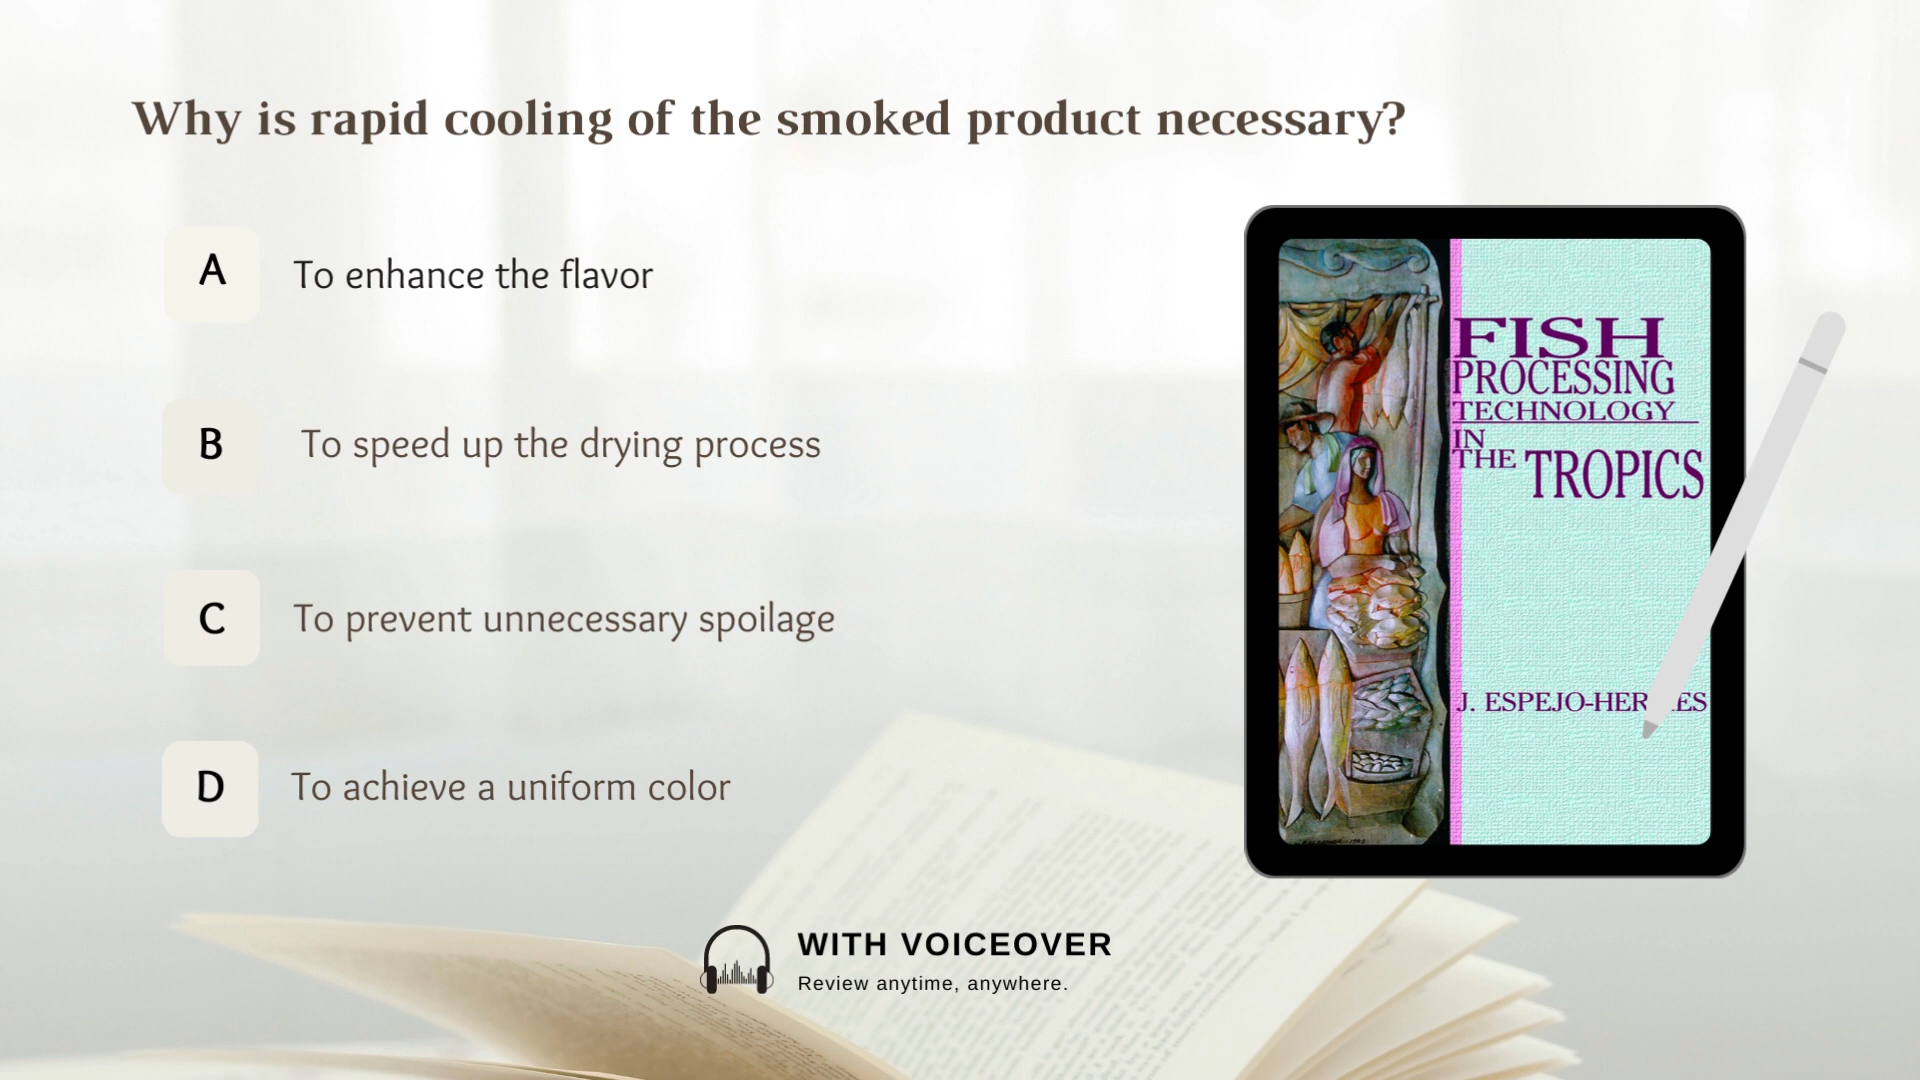 Why is rapid cooling of the smoked product necessary?
A
To enhance the flavor
B
To speed up the drying process
C
To prevent unnecessary spoilage
D
To achieve a uniform color
FISH
PROCESSING
TECHNOLOGY
IN
THE TROPICS
J.
WITH VOICEOVER
Review anytime, anywhere.